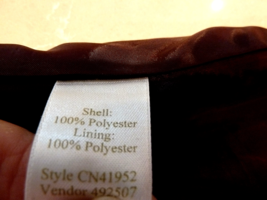 Shell:
100% Polyester
Lining:
100% Polyester
Style CN41952
Vendor 492507